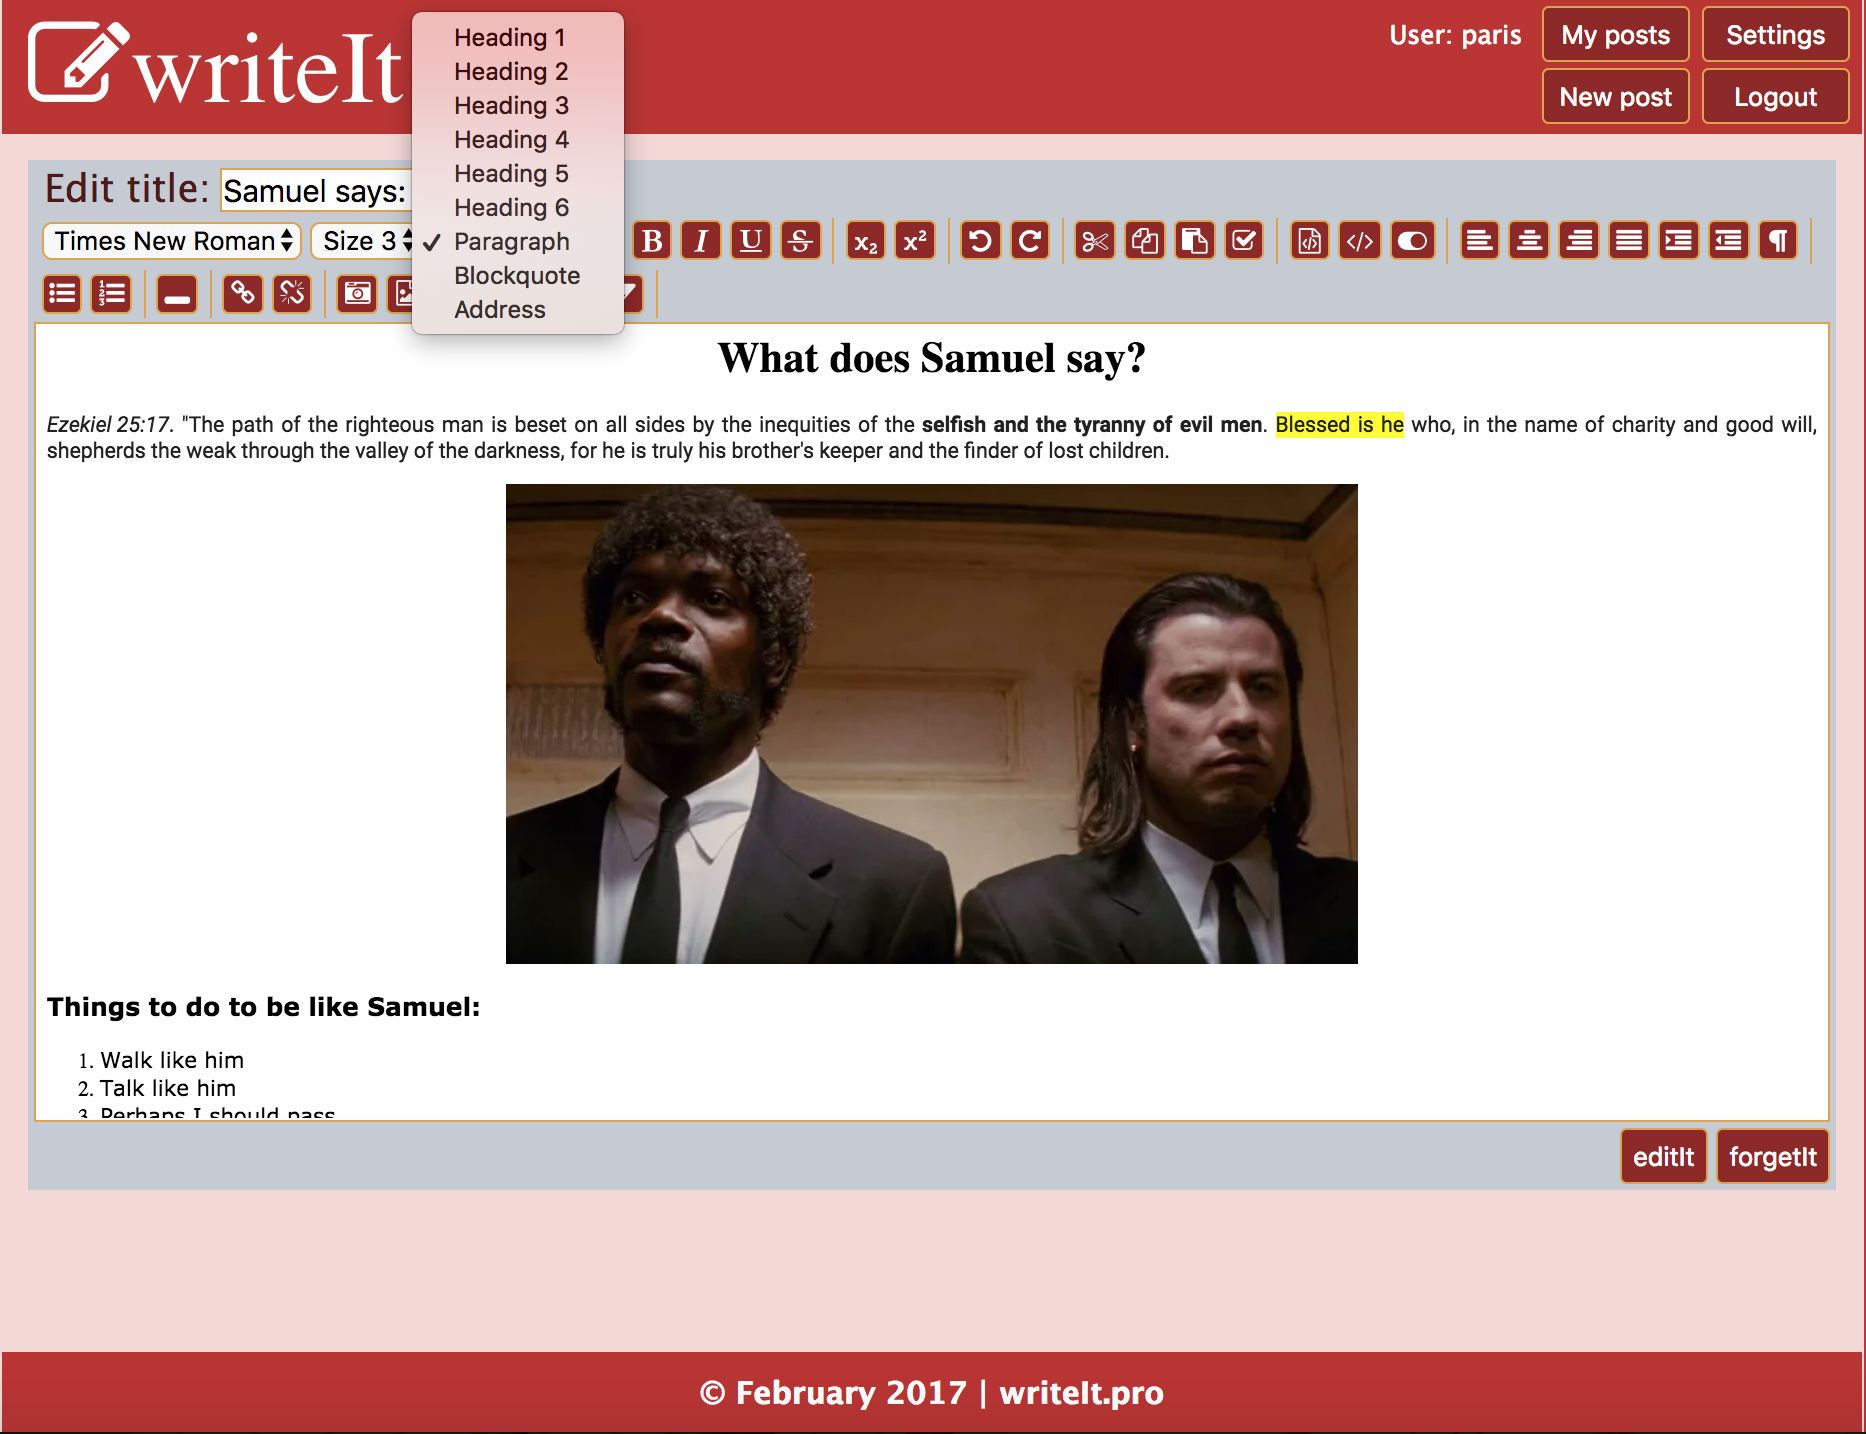 writeIt
User: paris
My posts
Settings
New post
Logout
Heading 1
Heading 2
Heading 3
Heading 4
Heading 5
Heading 6
✓ Paragraph
Blockquote
Address
Edit title: Samuel says:
Times New Roman Size 3
B I U S x₂ x²
What does Samuel say?
Ezekiel 25:17. "The path of the righteous man is beset on all sides by the inequities of the selfish and the tyranny of evil men. Blessed is he who, in the name of charity and good will,
shepherds the weak through the valley of the darkness, for he is truly his brother's keeper and the finder of lost children.
Things to do to be like Samuel:
1. Walk like him
2. Talk like him
3. Perhaps I should pass
editIt
forgetIt
© February 2017 | writeIt.pro